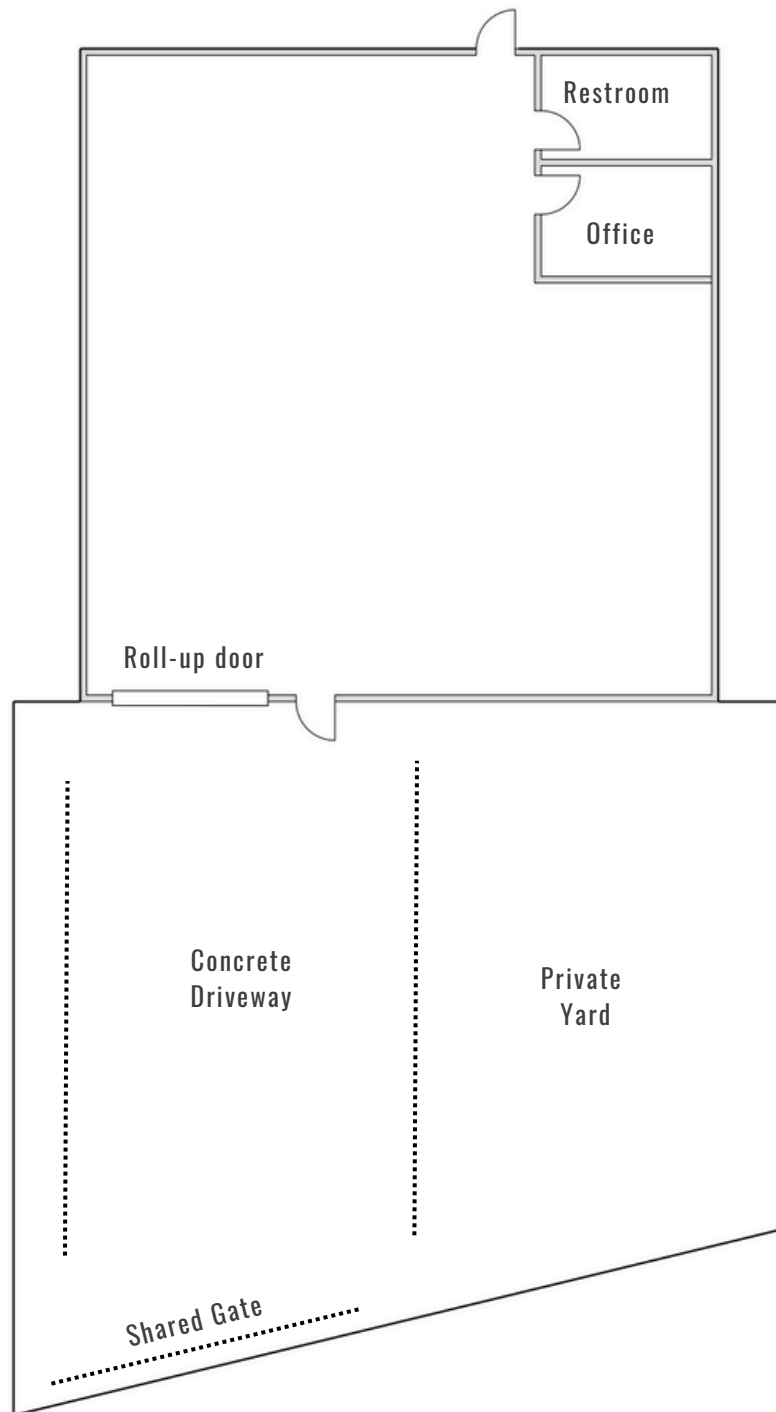 Restroom
Office
Roll-up door
Concrete
Driveway
Private
Yard
Shared Gate